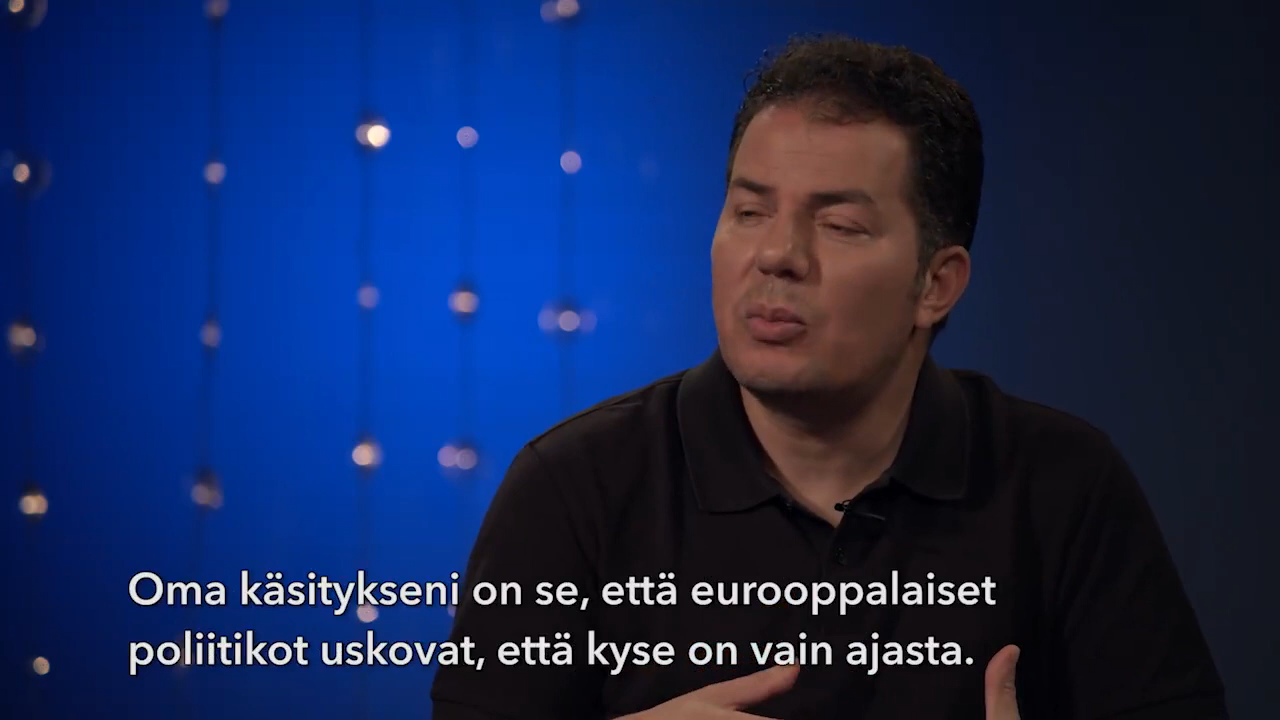 Oma käsitykseni on se, että eurooppalaiset
poliitikot uskovat, että kyse on vain ajasta.